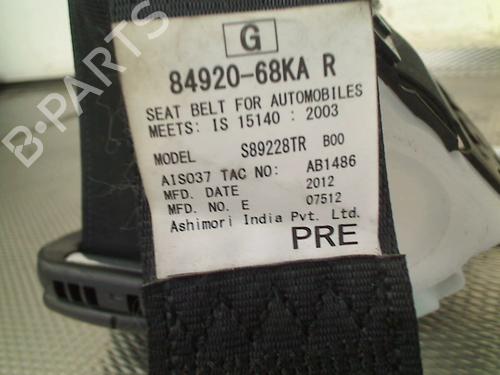 G
84920-68KA R
SEAT BELT FOR AUTOMOBILES
MEETS: IS 15140 : 2003
MODEL S89228TR B00
AIS037 TAC NO: AB1486
MFD. DATE 2012
MFD. NO. E 07512
Ashimori India Pvt. Ltd.
PRE
B-PARTS
B-PARTS